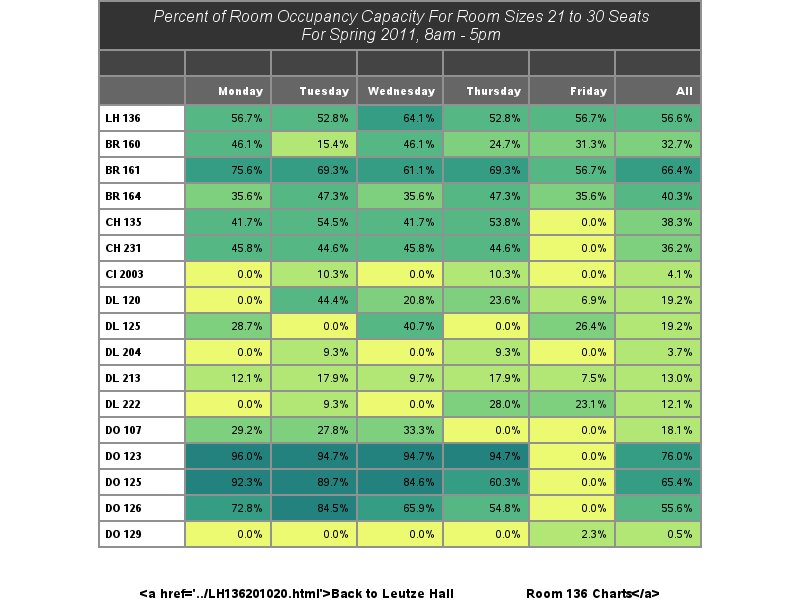 Percent of Room Occupancy Capacity For Room Sizes 21 to 30 Seats
For Spring 2011, 8am - 5pm
Monday Tuesday Wednesday Thursday Friday All
LH 136 56.7% 52.8% 64.1% 52.8% 56.7% 56.6%
BR 160 46.1% 15.4% 46.1% 24.7% 31.3% 32.7%
BR 161 75.6% 69.3% 61.1% 69.3% 56.7% 66.4%
BR 164 35.6% 47.3% 35.6% 47.3% 35.6% 40.3%
CH 135 41.7% 54.5% 41.7% 53.8% 0.0% 38.3%
CH 231 45.8% 44.6% 45.8% 44.6% 0.0% 36.2%
CI 2003 0.0% 10.3% 0.0% 10.3% 0.0% 4.1%
DL 120 0.0% 44.4% 20.8% 23.6% 6.9% 19.2%
DL 125 28.7% 0.0% 40.7% 0.0% 26.4% 19.2%
DL 204 0.0% 9.3% 0.0% 9.3% 0.0% 3.7%
DL 213 12.1% 17.9% 9.7% 17.9% 7.5% 13.0%
DL 222 0.0% 9.3% 0.0% 28.0% 23.1% 12.1%
DO 107 29.2% 27.8% 33.3% 0.0% 0.0% 18.1%
DO 123 96.0% 94.7% 94.7% 94.7% 0.0% 76.0%
DO 125 92.3% 89.7% 84.6% 60.3% 0.0% 65.4%
DO 126 72.8% 84.5% 65.9% 54.8% 0.0% 55.6%
DO 129 0.0% 0.0% 0.0% 0.0% 2.3% 0.5%
<a href='../LH136201020.html'>Back to Leutze Hall Room 136 Charts</a>